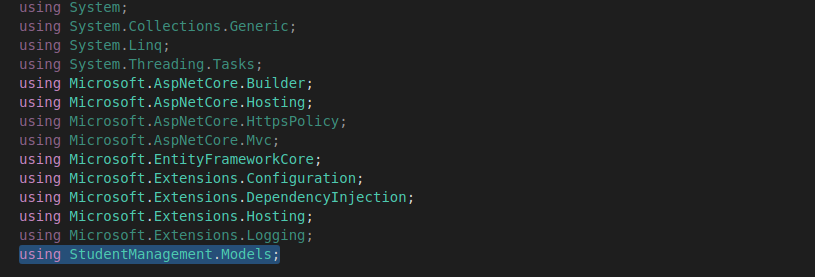 using System;
using System.Collections.Generic;
using System.Linq;
using System.Threading.Tasks;
using Microsoft.AspNetCore.Builder;
using Microsoft.AspNetCore.Hosting;
using Microsoft.AspNetCore.HttpsPolicy;
using Microsoft.AspNetCore.Mvc;
using Microsoft.EntityFrameworkCore;
using Microsoft.Extensions.Configuration;
using Microsoft.Extensions.DependencyInjection;
using Microsoft.Extensions.Hosting;
using Microsoft.Extensions.Logging;
using StudentManagement.Models;